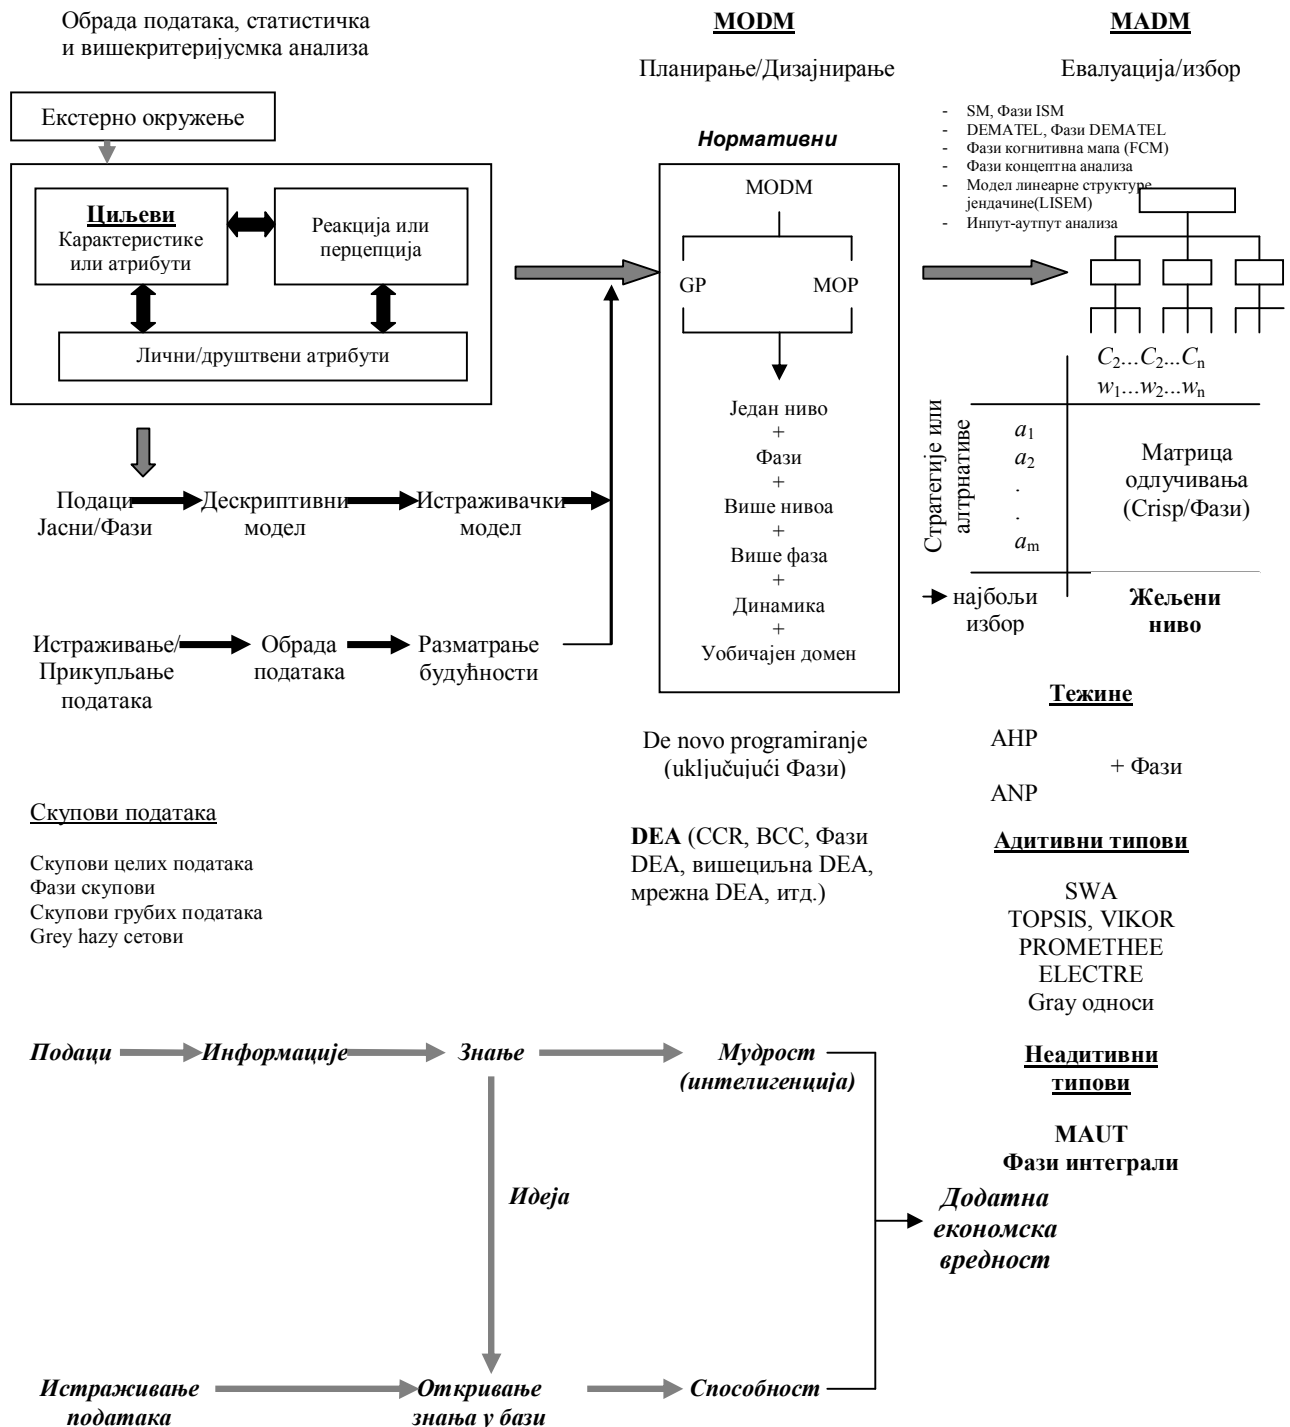 Обрада података, статистичка
и вишекритеријусмка анализа
Екстерно окружење
Циљеви
Карактеристике
или атрибути
Реакција или
перцепција
Лични/друштвени атрибути
Подаци
Јасни/Фази
Дескриптивни
модел
Истраживачки
модел
Истраживање/
Прикупљање
података
Обрада
података
Разматрање
будућности
Скупови података
Скупови целих података
Фази скупови
Скупови грубих података
Grey hazy сетови
MODM
Планирање/Дизајнирање
Нормативни
MODM
GP
MOP
Један ниво
+
Фази
+
Више нивоа
+
Више фаза
+
Динамика
+
Уобичајен домен
De novo programiranje
(uključujući Фази)
DEA (CCR, BCC, Фази
DEA, вишециљна DEA,
мрежна DEA, итд.)
MADM
Евалуација/избор
- SM, Фази ISM
- DEMATEL, Фази DEMATEL
- Фази когнитивна мапа (FCM)
- Фази концептна анализа
- Модел линеарне структуре
јендачине(LISEM)
- Инпут-аутпут анализа
C2...C2...Cn
w1...w2...wn
Стратегије или
алтрнативе
a1
a2
.
.
am
Матрица
одлучивања
(Crisp/Фази)
најбољи
избор
Жељени
ниво
Тежине
AHP
+ Фази
ANP
Адитивни типови
SWA
TOPSIS, VIKOR
PROMETHEE
ELECTRE
Gray односи
Неадитивни
типови
MAUT
Фази интеграли
Подаци
Информације
Знање
Мудрост
(интелигенција)
Идеја
Додатна
економска
вредност
Истраживање
података
Откривање
знања у бази
Способност